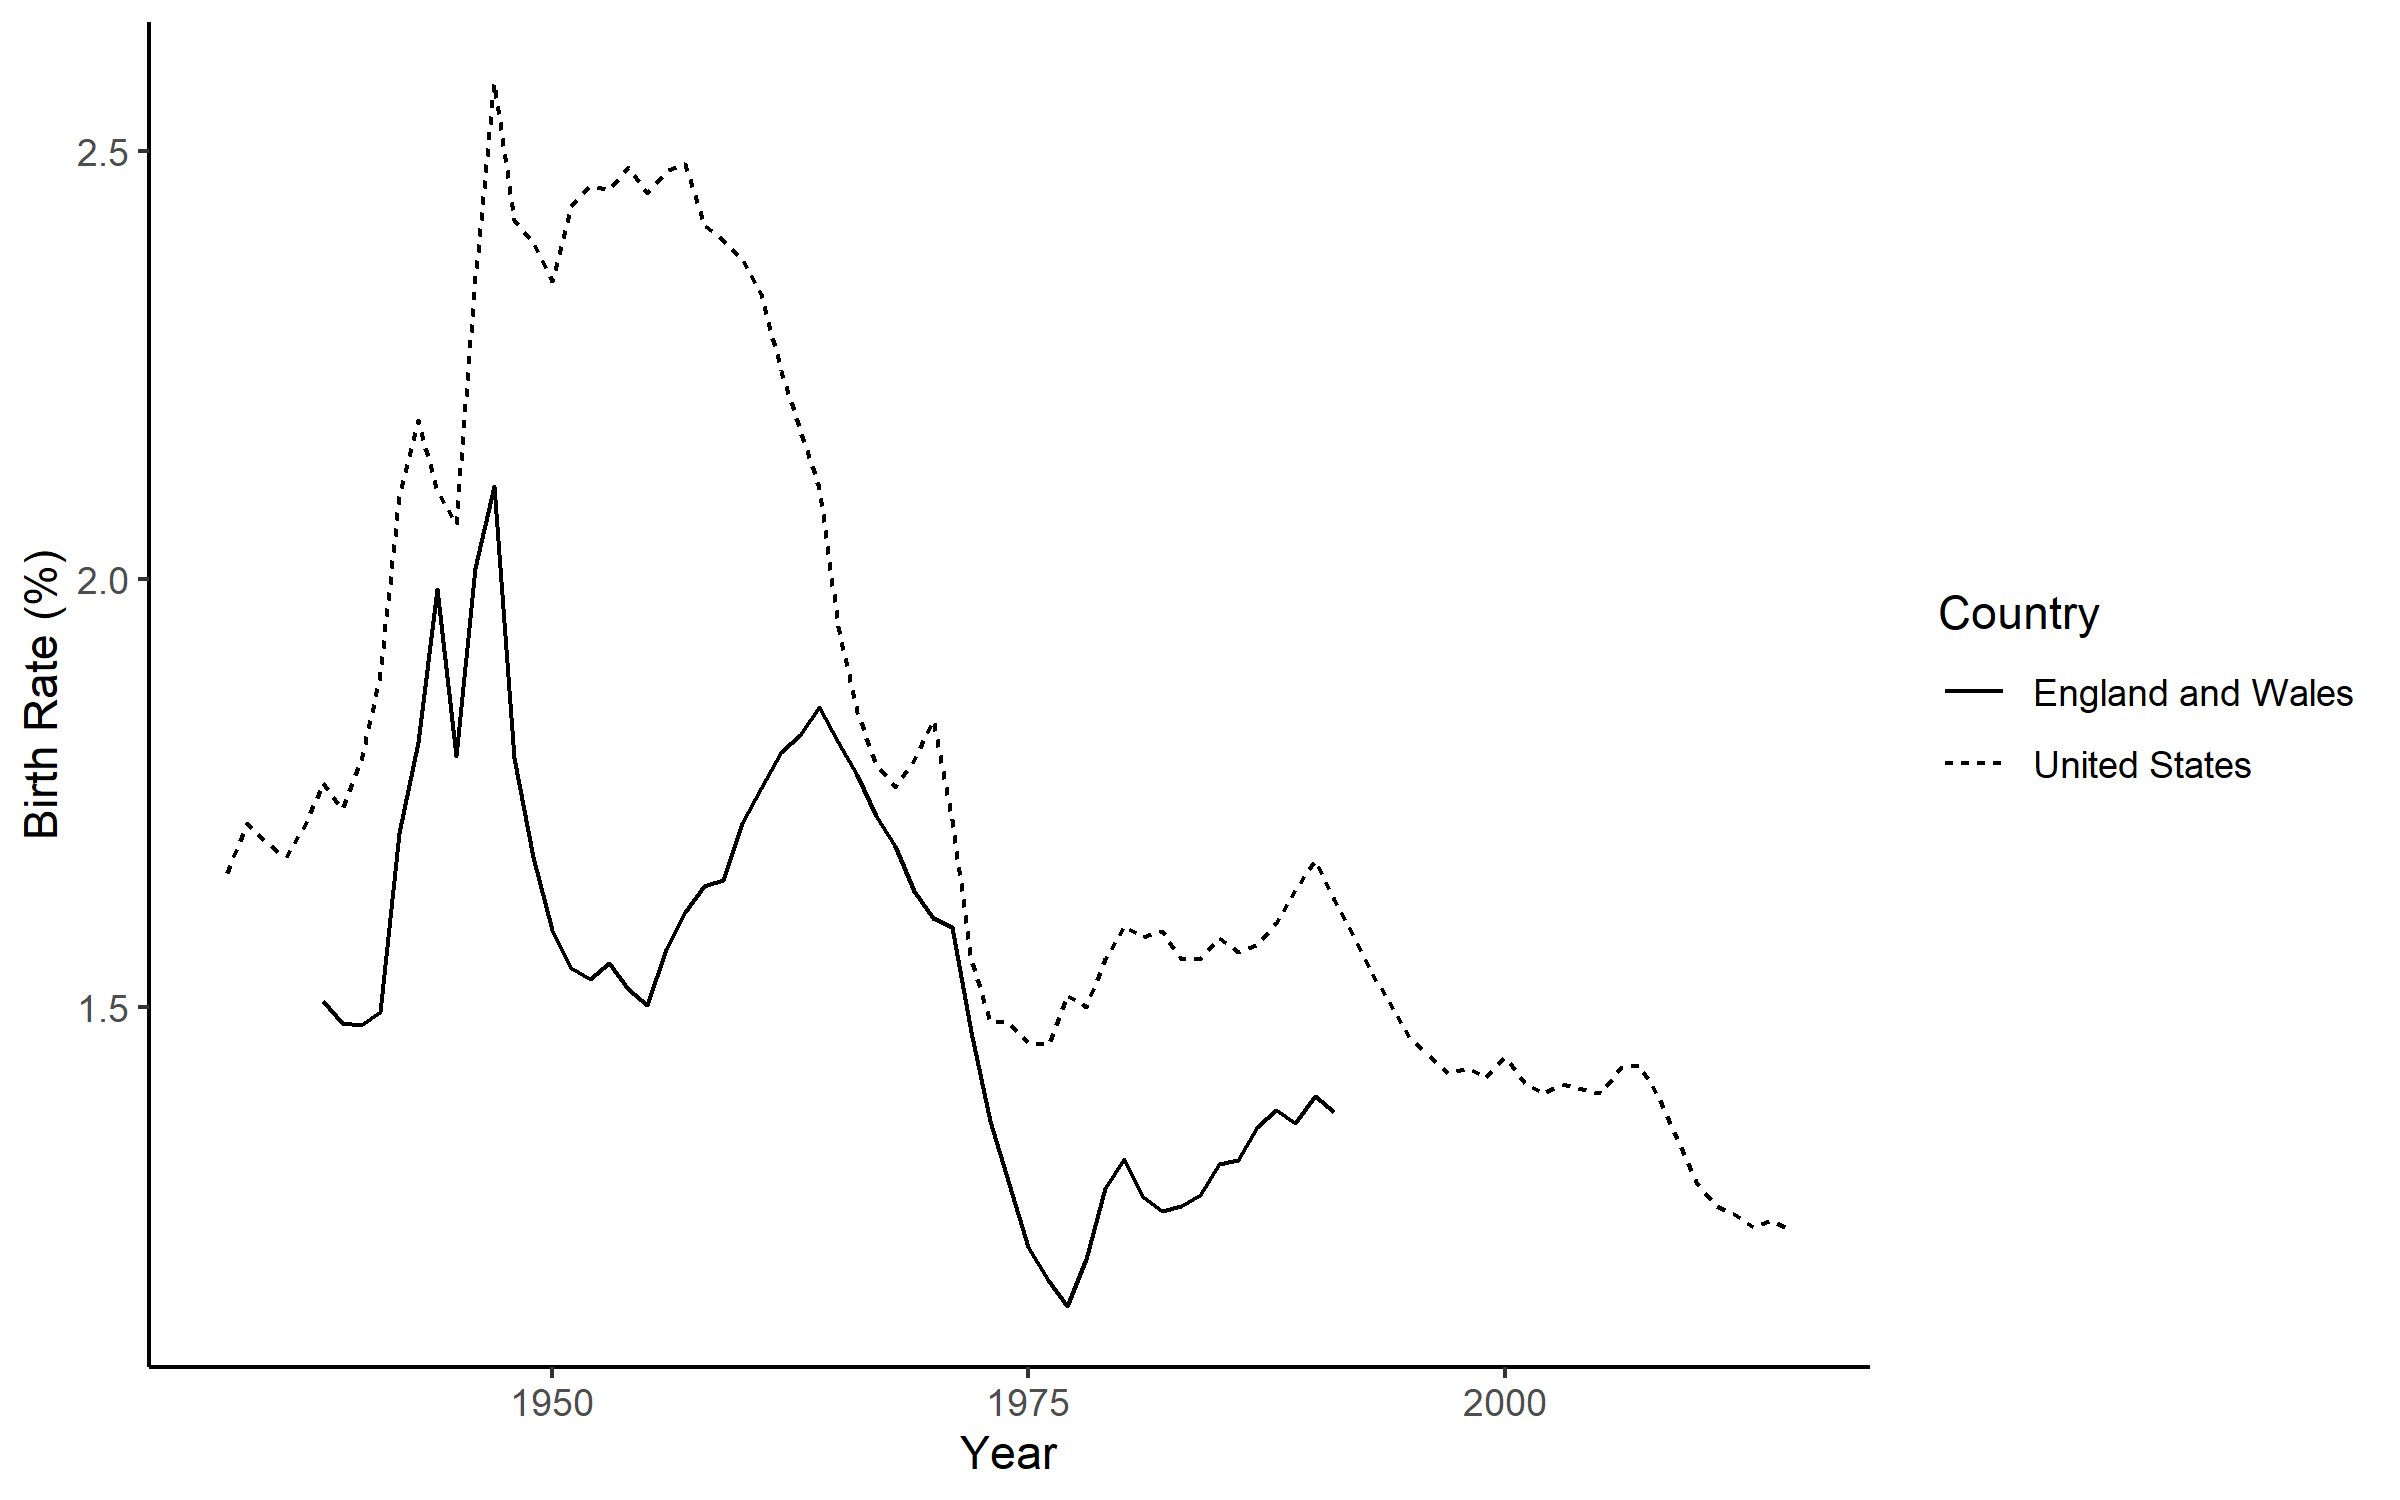 Birth Rate (%)
2.5
2.0
1.5
1950
1975
2000
Year
Country
England and Wales
United States